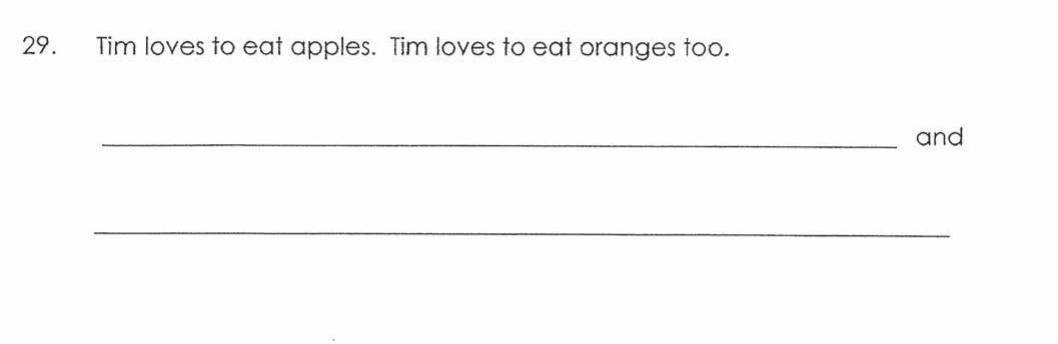 29. Tim loves to eat apples. Tim loves to eat oranges too.
and